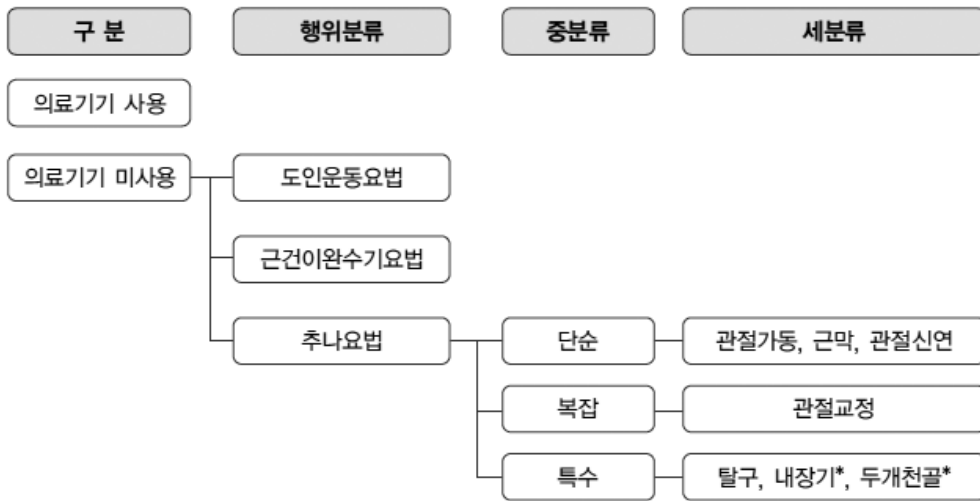 구 분 행위분류 중분류 세분류
의료기기 사용
의료기기 미사용 도인운동요법
근건이완수기요법
추나요법 단순 관절가동, 근막, 관절신연
복잡 관절교정
특수 탈구, 내장기*, 두개천골*